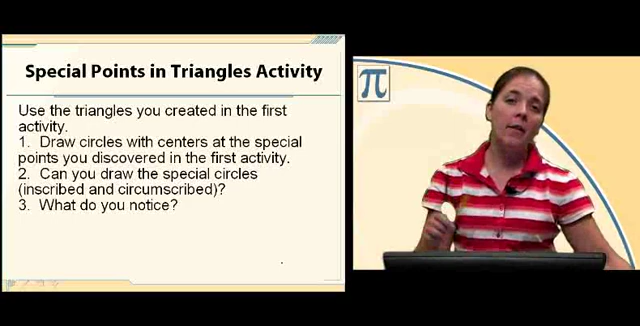 Special Points in Triangles Activity
Use the triangles you created in the first
activity.
1. Draw circles with centers at the special
points you discovered in the first activity.
2. Can you draw the special circles
(inscribed and circumscribed)?
3. What do you notice?
π